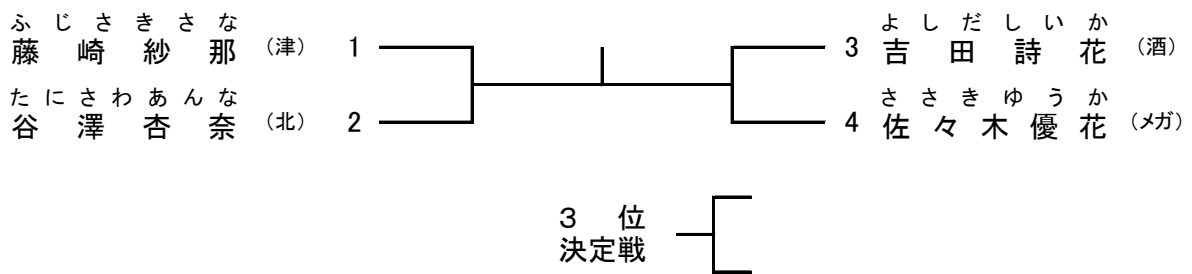 ふじさきさな
藤崎紗那 (津) 1
たにさわあんな
谷澤杏奈 (北) 2
よしだしいか
3 吉田詩花 (酒)
ささきゆうか
4 佐々木優花 (メガ)
3位
決定戦